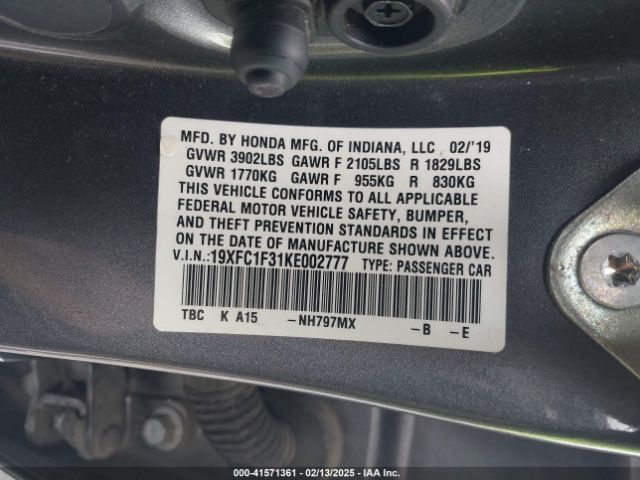 MFD. BY HONDA MFG. OF INDIANA, LLC 02/'19
GVWR 3902LBS GAWR F 2105LBS R 1829LBS
GVWR 1770KG GAWR F 955KG R 830KG
THIS VEHICLE CONFORMS TO ALL APPLICABLE
FEDERAL MOTOR VEHICLE SAFETY, BUMPER,
AND THEFT PREVENTION STANDARDS IN EFFECT
ON THE DATE OF MANUFACTURE SHOWN ABOVE.
V.I.N.:19XFC1F31KE002777 TYPE: PASSENGER CAR
TBC K A15 -NH797MX -B -E
000-41571361 - 02/13/2025 - IAA Inc.